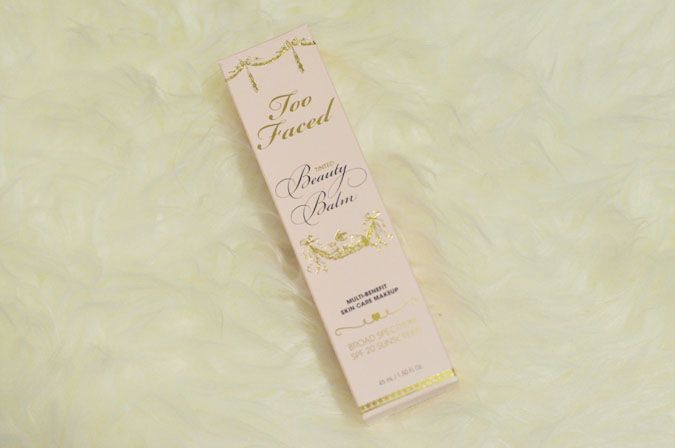 Too
Faced
TINTED
Beauty
Balm
MULTI-BENEFIT
SKIN CARE MAKEUP
BROAD SPECTRUM
SPF 20 SUNSCREEN
45 mL / 1.50 fl. Oz.